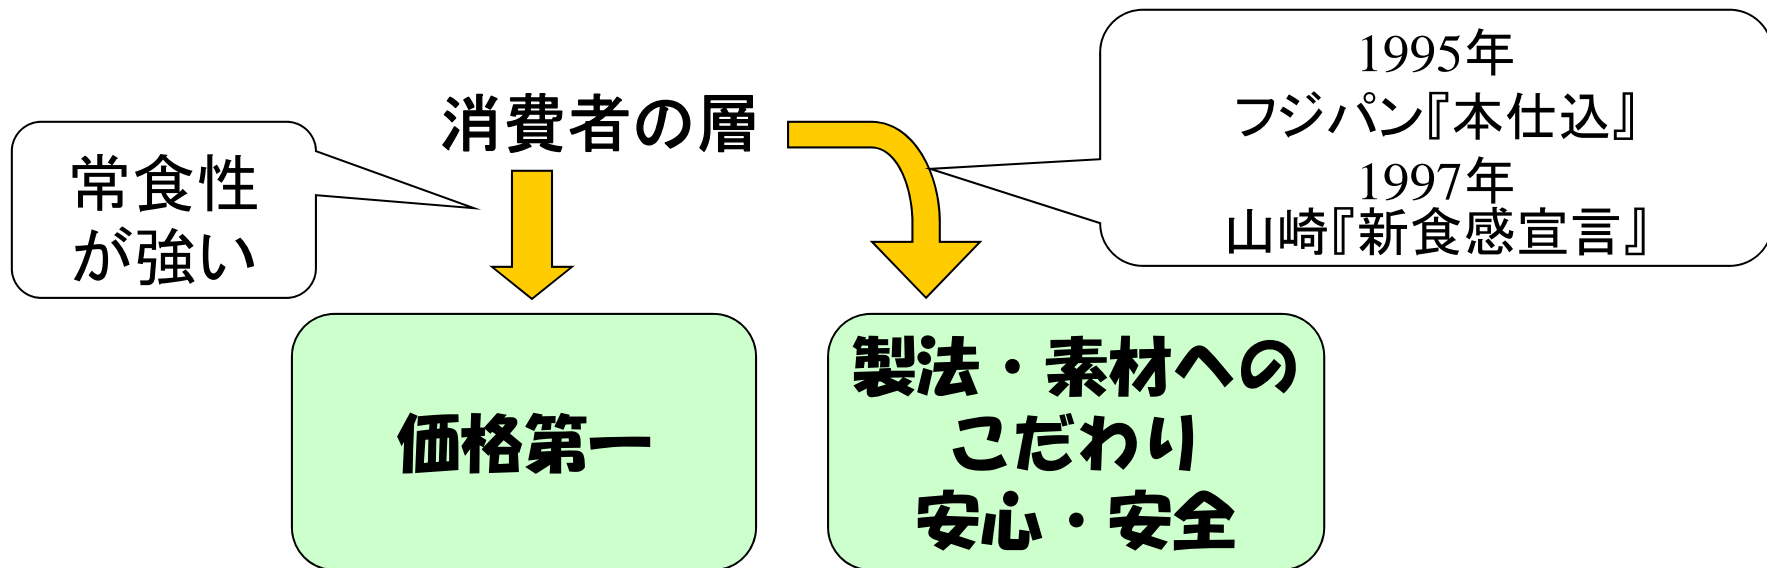 消費者の層
常食性
が強い
1995年
フジパン『本仕込』
1997年
山崎『新食感宣言』
価格第一
製法・素材への
こだわり
安心・安全